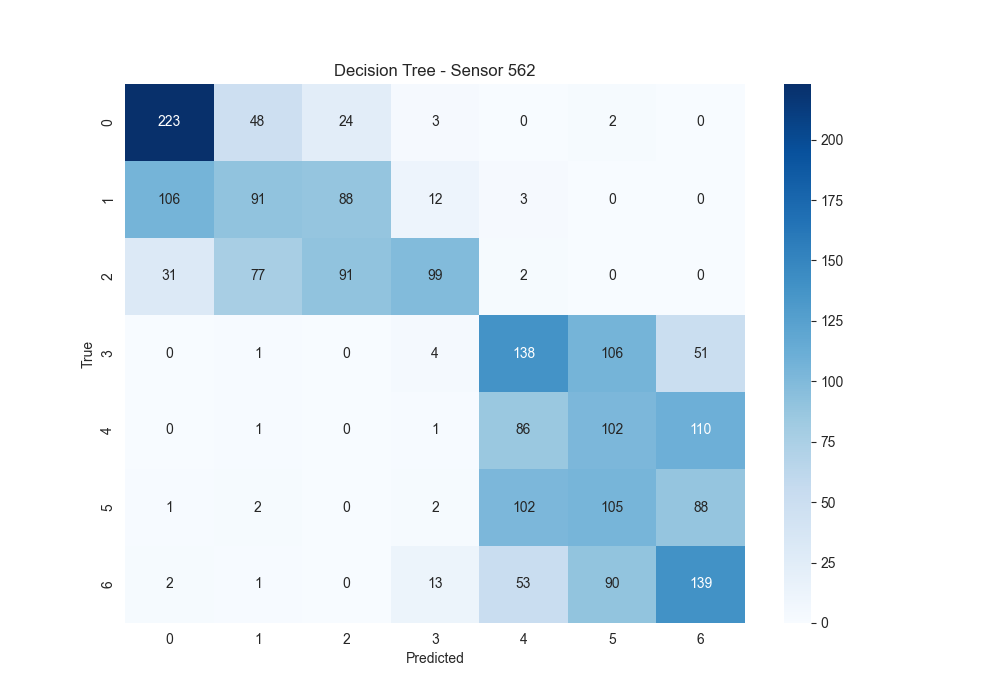 Decision Tree - Sensor 562
0 223 48 24 3 0 2 0
1 106 91 88 12 3 0 0
2 31 77 91 99 2 0 0
3 0 1 0 4 138 106 51
4 0 1 0 1 86 102 110
5 1 2 0 2 102 105 88
6 2 1 0 13 53 90 139
0 1 2 3 4 5 6
True
Predicted
200
175
150
125
100
75
50
25
0